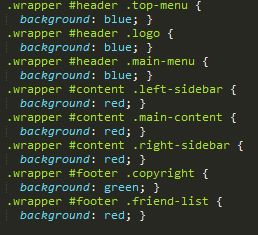 .wrapper #header .top-menu {
background: blue; }
.wrapper #header .logo {
background: blue; }
.wrapper #header .main-menu {
background: blue; }
.wrapper #content .left-sidebar {
background: red; }
.wrapper #content .main-content {
background: red; }
.wrapper #content .right-sidebar {
background: red; }
.wrapper #footer .copyright {
background: green; }
.wrapper #footer .friend-list {
background: red; }